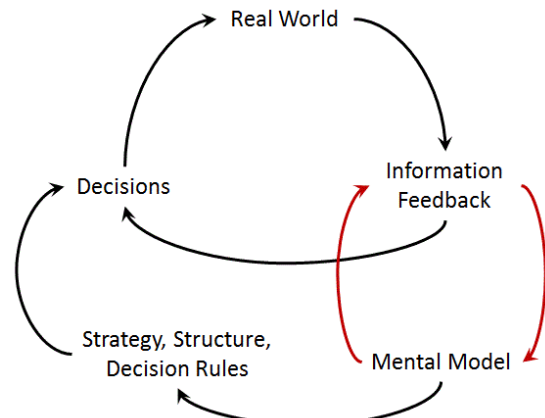 Real World
Information
Feedback
Decisions
Strategy, Structure,
Decision Rules
Mental Model